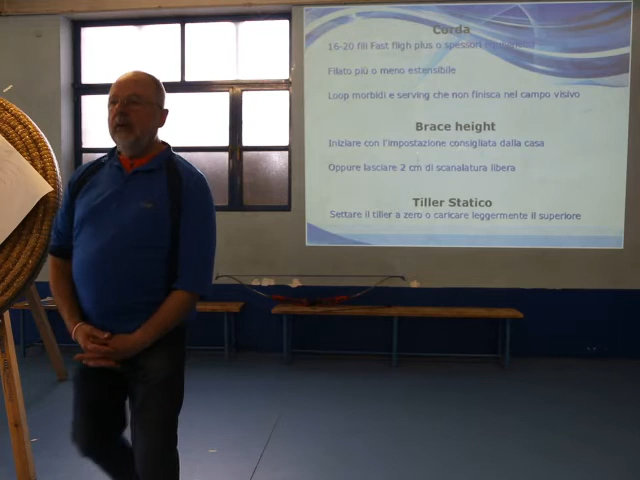 Corda
16-20 fili Fast fligh plus o spessori equivalenti
Filato più o meno estensibile
Loop morbidi e serving che non finisca nel campo visivo
Brace height
Iniziare con l'impostazione consigliata dalla casa
Oppure lasciare 2 cm di scanalatura libera
Tiller Statico
Settare il tiller a zero o caricare leggermente il superiore